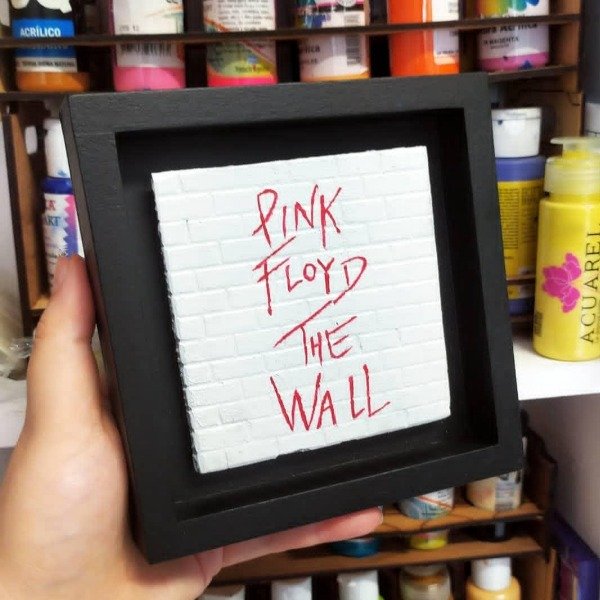 ACRÍLICO
PINK
FLOYD
THE
WALL
ACUAREL